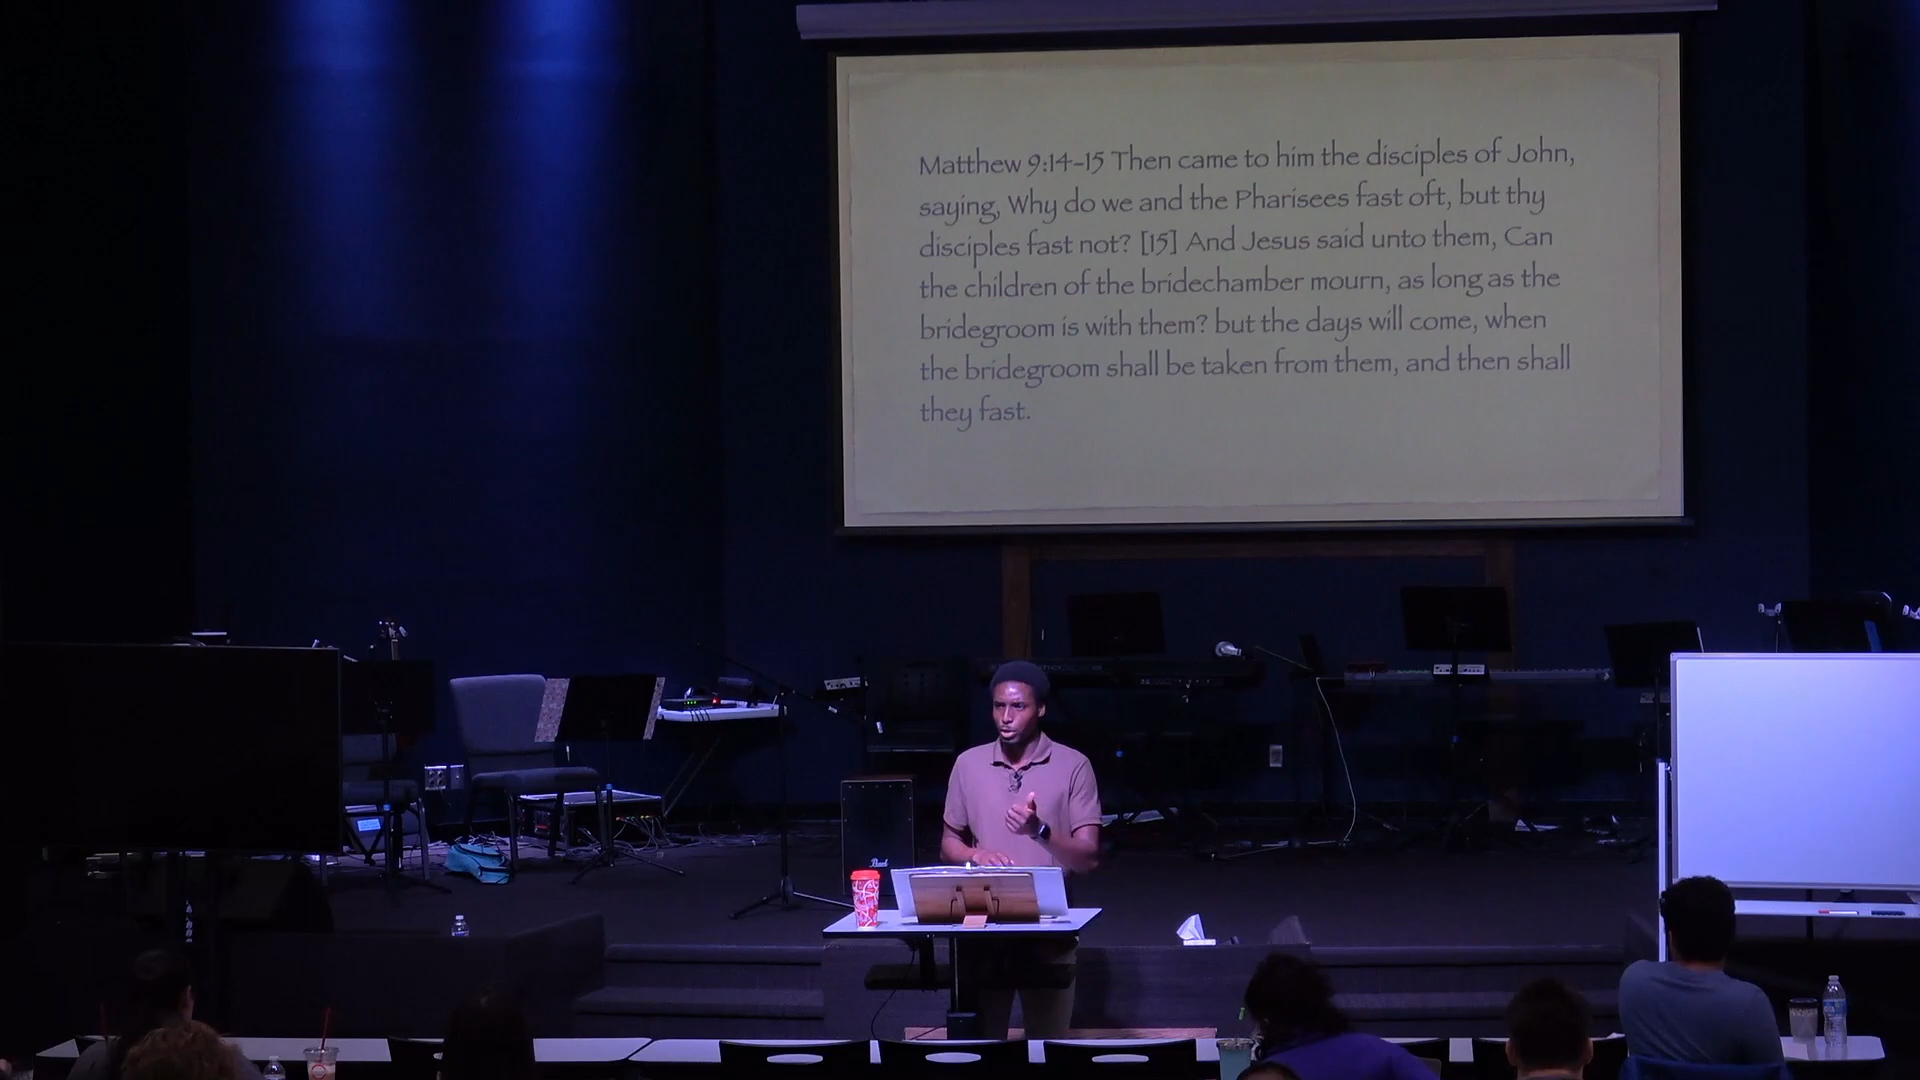 Matthew 9:14-15 Then came to him the disciples of John,
saying, Why do we and the Pharisees fast oft, but thy
disciples fast not? [15] And Jesus said unto them, Can
the children of the bridechamber mourn, as long as the
bridegroom is with them? but the days will come, when
the bridegroom shall be taken from them, and then shall
they fast.
Pearl